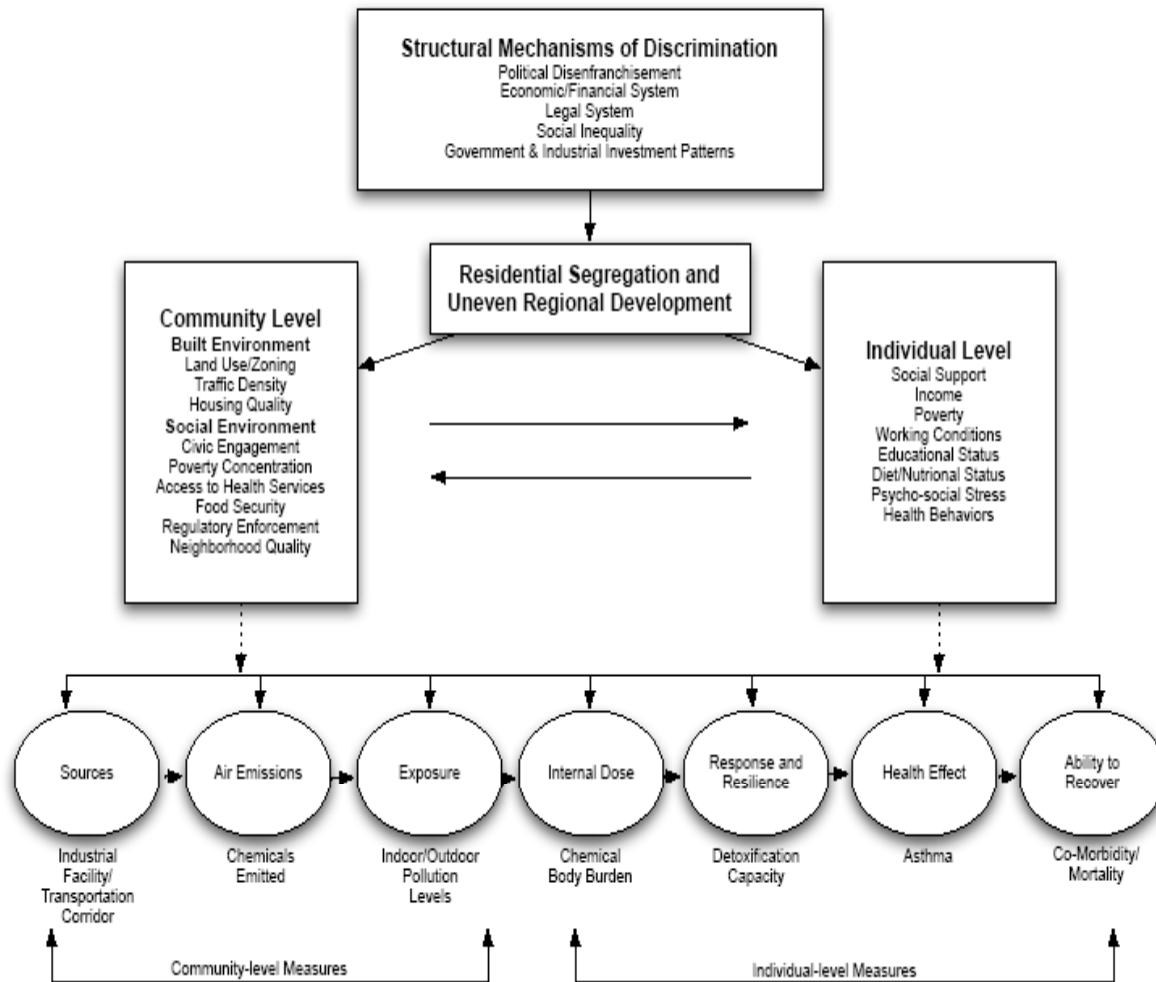 Structural Mechanisms of Discrimination
Political Disenfranchisement
Economic/Financial System
Legal System
Social Inequality
Government & Industrial Investment Patterns
Residential Segregation and
Uneven Regional Development
Community Level
Built Environment
Land Use/Zoning
Traffic Density
Housing Quality
Social Environment
Civic Engagement
Poverty Concentration
Access to Health Services
Food Security
Regulatory Enforcement
Neighborhood Quality
Individual Level
Social Support
Income
Poverty
Working Conditions
Educational Status
Diet/Nutrional Status
Psycho-social Stress
Health Behaviors
Sources
Air Emissions
Exposure
Internal Dose
Response and
Resilience
Health Effect
Ability to
Recover
Industrial
Facility/
Transportation
Corridor
Chemicals
Emitted
Indoor/Outdoor
Pollution
Levels
Chemical
Body Burden
Detoxification
Capacity
Asthma
Co-Morbidity/
Mortality
Community-level Measures
Individual-level Measures